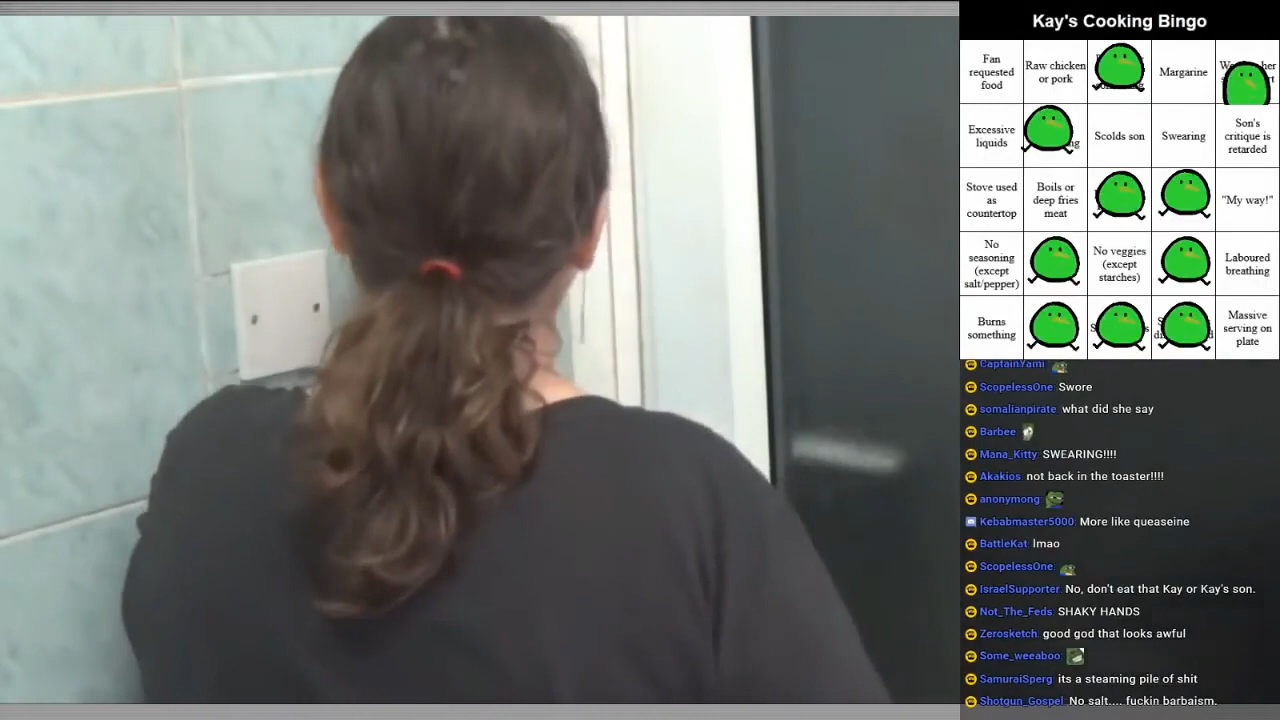 Kay's Cooking Bingo
Fan
requested
food
Raw chicken
or pork
Margarine
Excessive
liquids
Scolds son
Swearing
Son's
critique is
retarded
Stove used
as
countertop
Boils or
deep fries
meat
"My way!"
No
seasoning
(except
salt/pepper)
No veggies
(except
starches)
Laboured
breathing
Burns
something
Massive
serving on
plate
CaptainYami:
ScopelessOne: Swore
somalianpirate: what did she say
Barbee:
Mana_Kitty: SWEARING!!!!
Akakios: not back in the toaster!!!!
anonymong:
Kebabmaster5000: More like queaseine
BattleKat: lmao
ScopelessOne:
IsraelSupporter: No, don't eat that Kay or Kay's son.
Not_The_Feds: SHAKY HANDS
Zerosketch: good god that looks awful
Some_weeaboo:
SamuraiSperg: its a steaming pile of shit
Shotgun_Gospel: No salt.... fuckin barbaism.